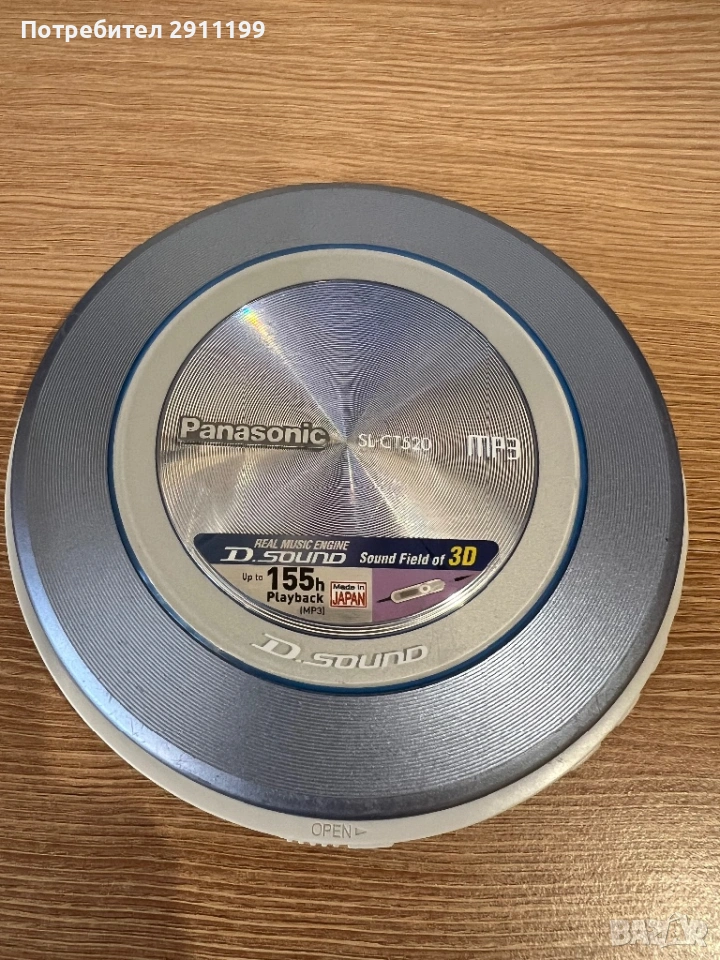 Потребител 2911199
Panasonic SL-CT520 MP3
REAL MUSIC ENGINE
D.SOUND Sound Field of 3D
Up to 155h
Playback
(MP3)
Made in
JAPAN
D.SOUND
OPEN
BAZAR